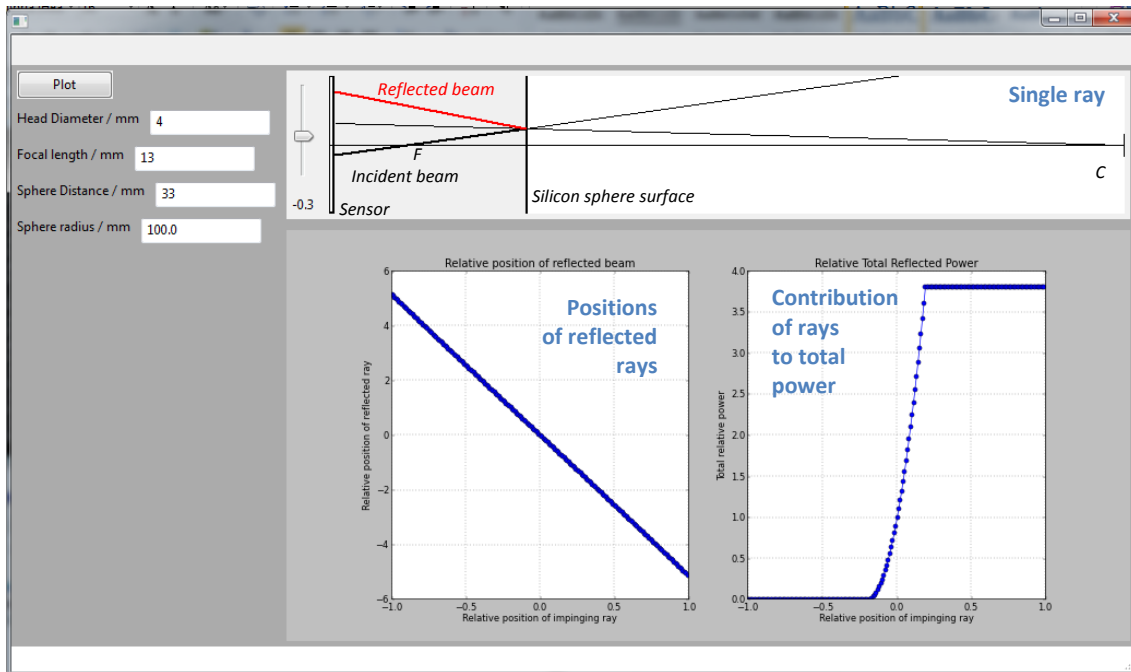 Plot
Head Diameter / mm 4
Focal length / mm 13
Sphere Distance / mm 33
Sphere radius / mm 100.0
-0.3
Reflected beam
Single ray
F
Incident beam
C
Sensor
Silicon sphere surface
Relative position of reflected beam
Positions
of reflected
rays
Relative position of reflected ray
6
4
2
0
−2
−4
−6
−1.0 −0.5 0.0 0.5 1.0
Relative position of impinging ray
Relative Total Reflected Power
Contribution
of rays
to total
power
Total relative power
4.0
3.5
3.0
2.5
2.0
1.5
1.0
0.5
0.0
−1.0 −0.5 0.0 0.5 1.0
Relative position of impinging ray